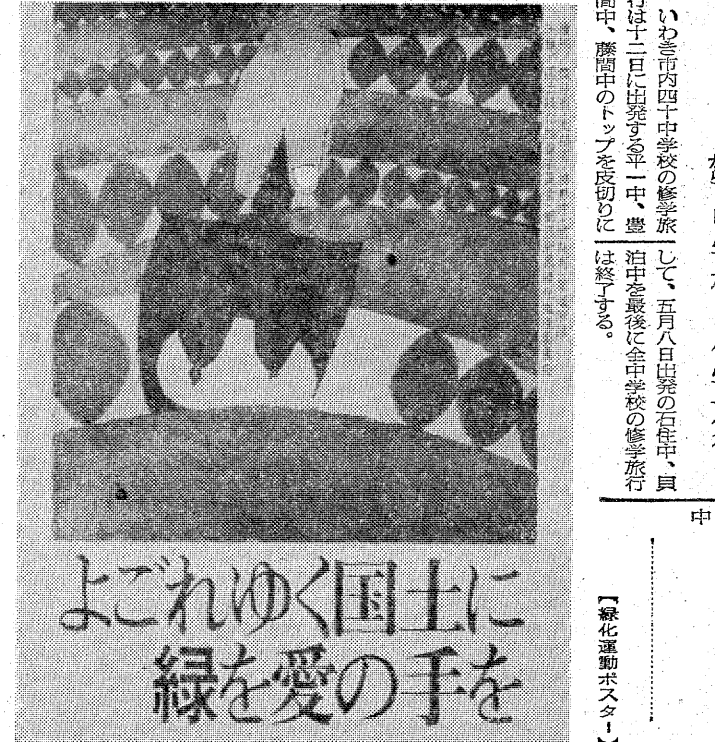 いわき市内四十中学校の修学旅
行は十二日に出発する平一中、豊
間中、藤間中のトップを皮切りに
して、五月八日出発の石住中、貝
泊中を最後に全中学校の修学旅行
は終了する。
中
【緑化運動ポスター】
よごれゆく国土に
緑を愛の手を